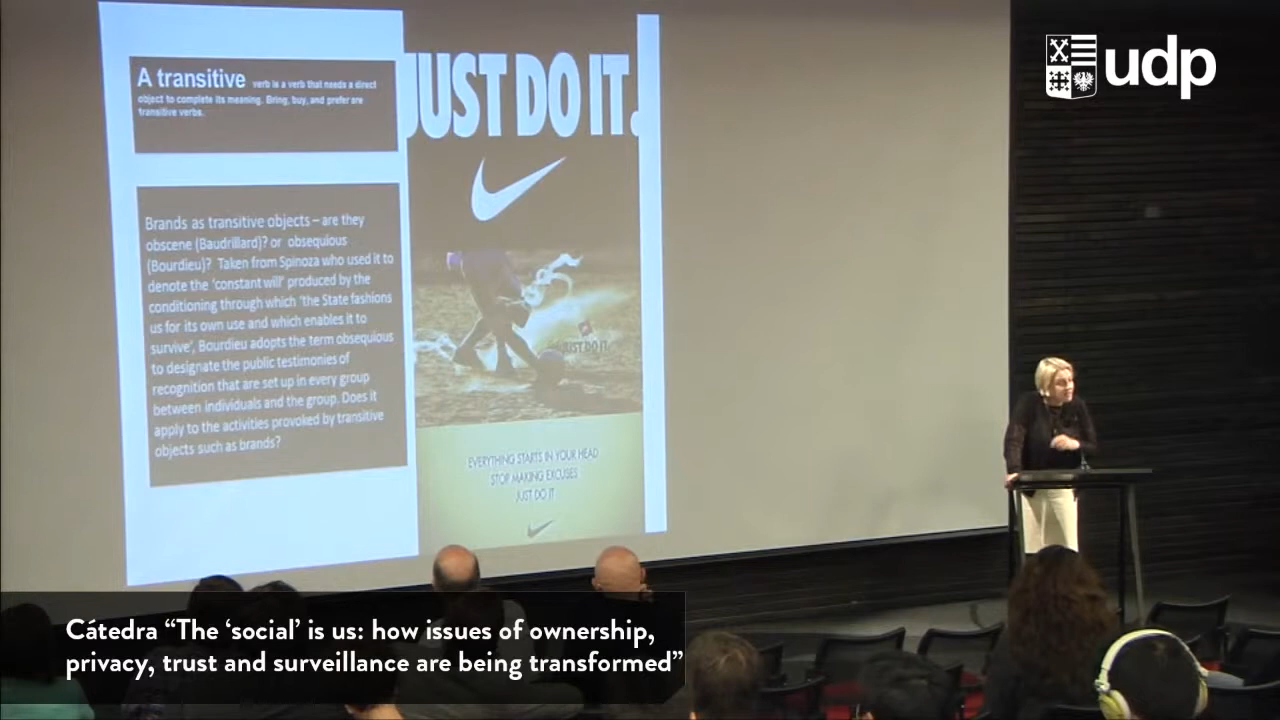 udp
A transitive verb is a verb that needs a direct
object to complete its meaning. Bring, buy, and prefer are
transitive verbs.
Brands as transitive objects – are they
obscene (Baudrillard)? or obsequious
(Bourdieu)? Taken from Spinoza who used it to
denote the 'constant will' produced by the
conditioning through which 'the State fashions
us for its own use and which enables it to
survive', Bourdieu adopts the term obsequious
to designate the public testimonies of
recognition that are set up in every group
between individuals and the group. Does it
apply to the activities provoked by transitive
objects such as brands?
JUST DO IT.
JUST DO IT.
EVERYTHING STARTS IN YOUR HEAD
STOP MAKING EXCUSES
JUST DO IT
Cátedra “The ‘social’ is us: how issues of ownership,
privacy, trust and surveillance are being transformed”